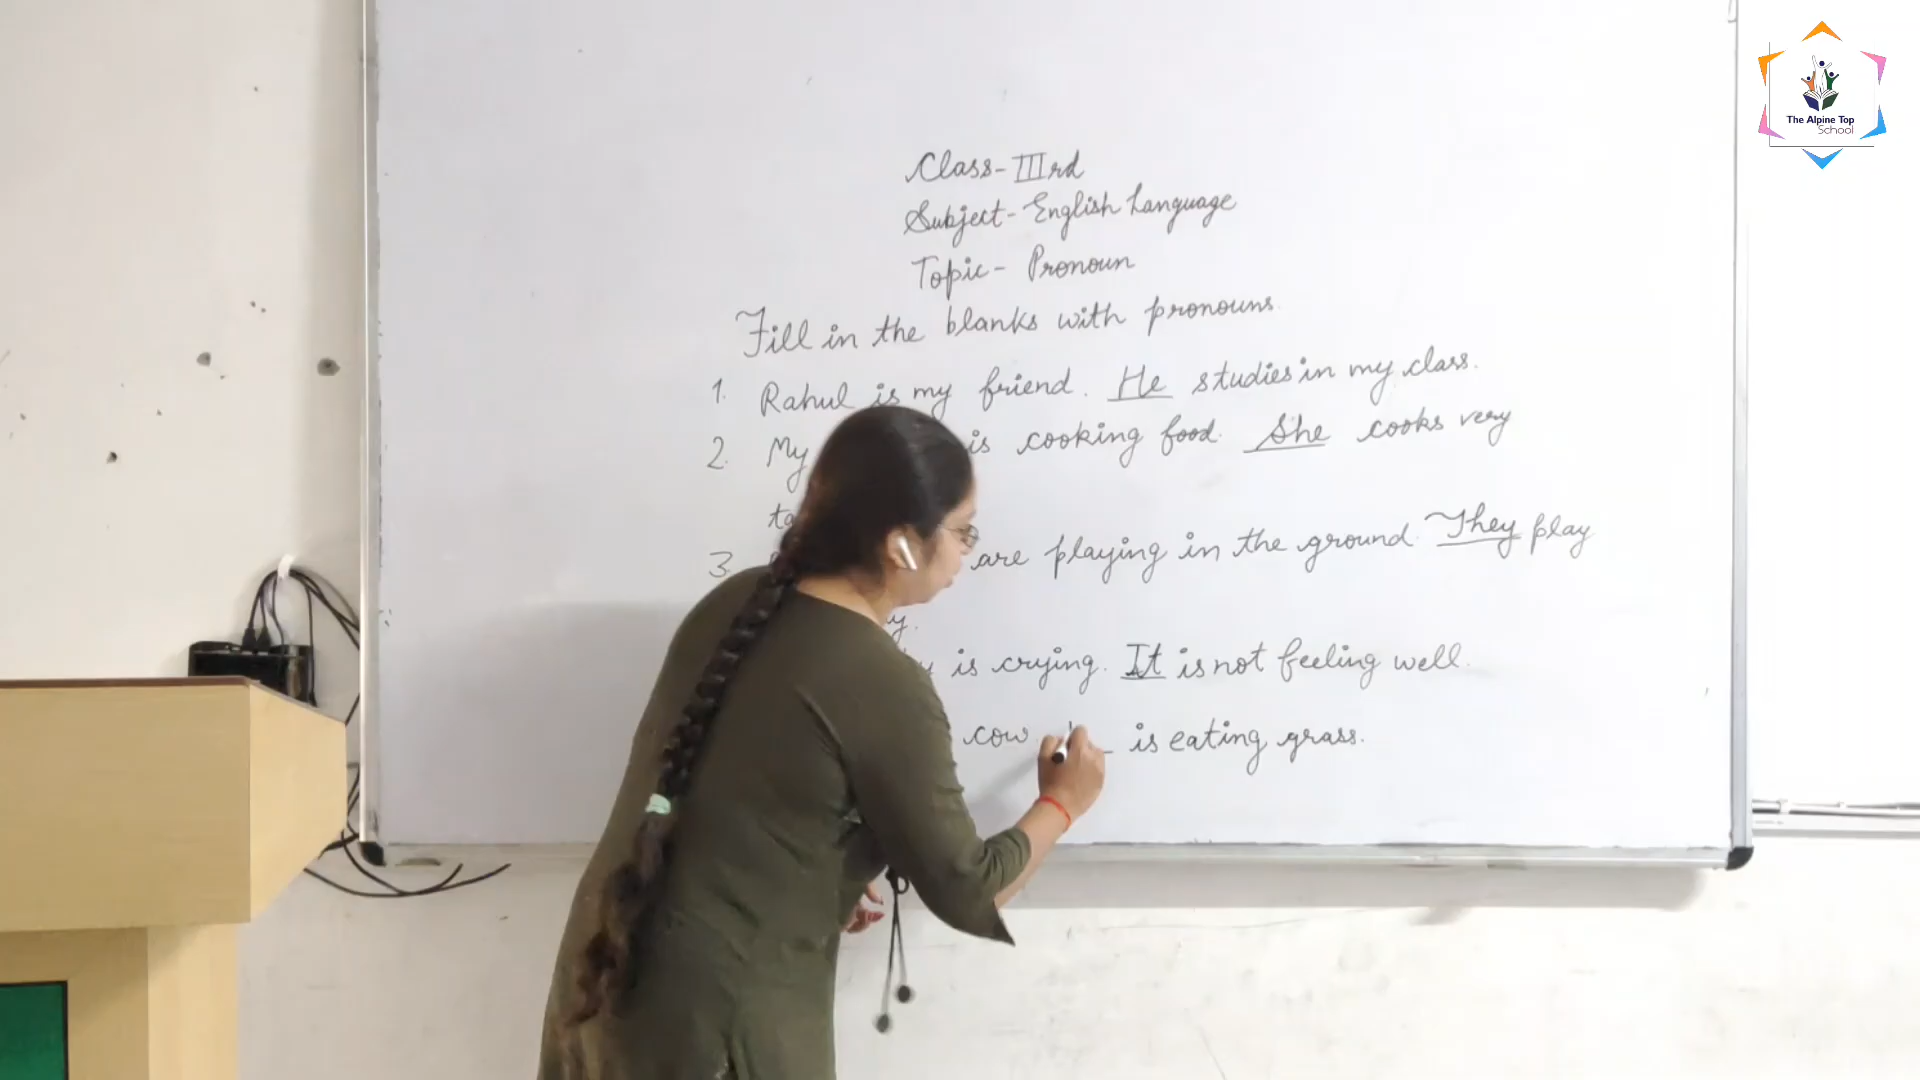 The Alpine Top
School
Class-IIIrd
Subject-English Language
Topic- Pronoun
Fill in the blanks with pronouns.
1. Rahul is my friend. He studies in my class.
2. My is cooking food. She cooks very
3. are playing in the ground. They play
is crying. It is not feeling well.
cow is eating grass.